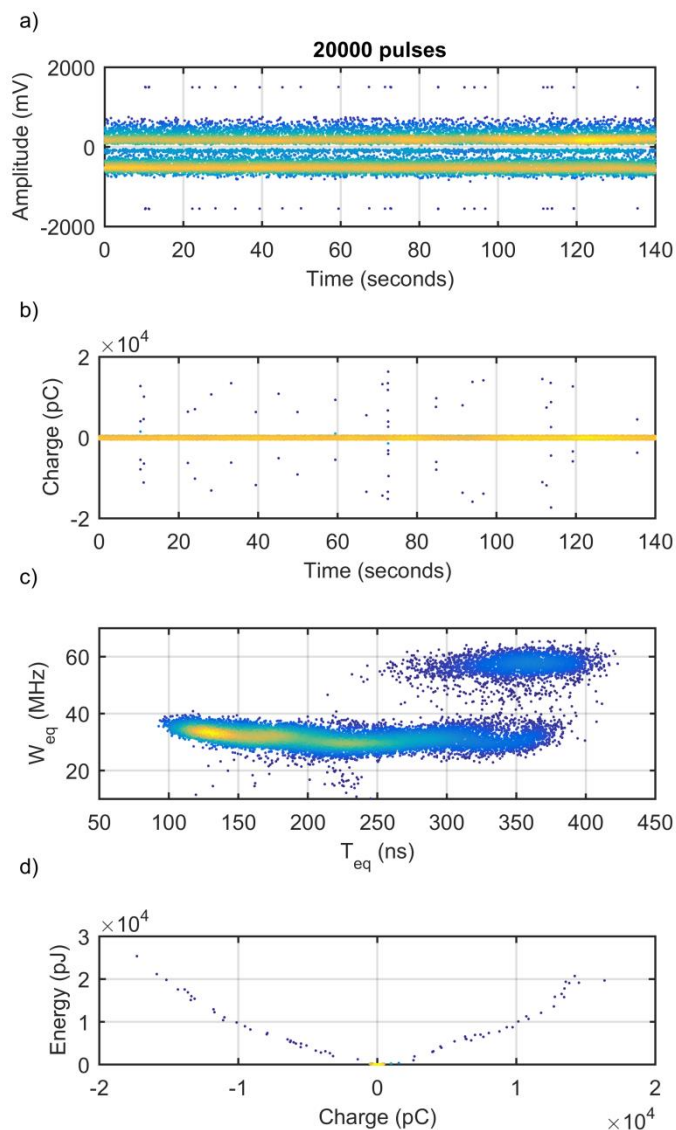 a)
20000 pulses
2000
0
-2000
Amplitude (mV)
0 20 40 60 80 100 120 140
Time (seconds)
b)
×10^4
2
0
-2
Charge (pC)
0 20 40 60 80 100 120 140
Time (seconds)
c)
60
40
20
W_eq (MHz)
50 100 150 200 250 300 350 400 450
T_eq (ns)
d)
×10^4
3
2
1
0
Energy (pJ)
-2 -1 0 1 2
Charge (pC)
×10^4